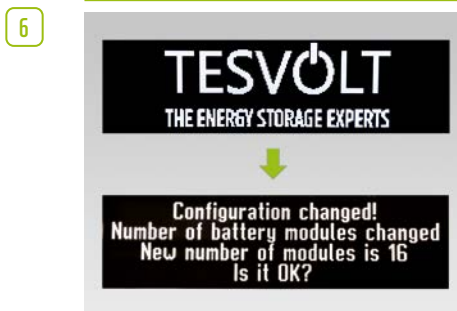 6
TESVOLT
THE ENERGY STORAGE EXPERTS
Configuration changed!
Number of battery modules changed
New number of modules is 16
Is it OK?